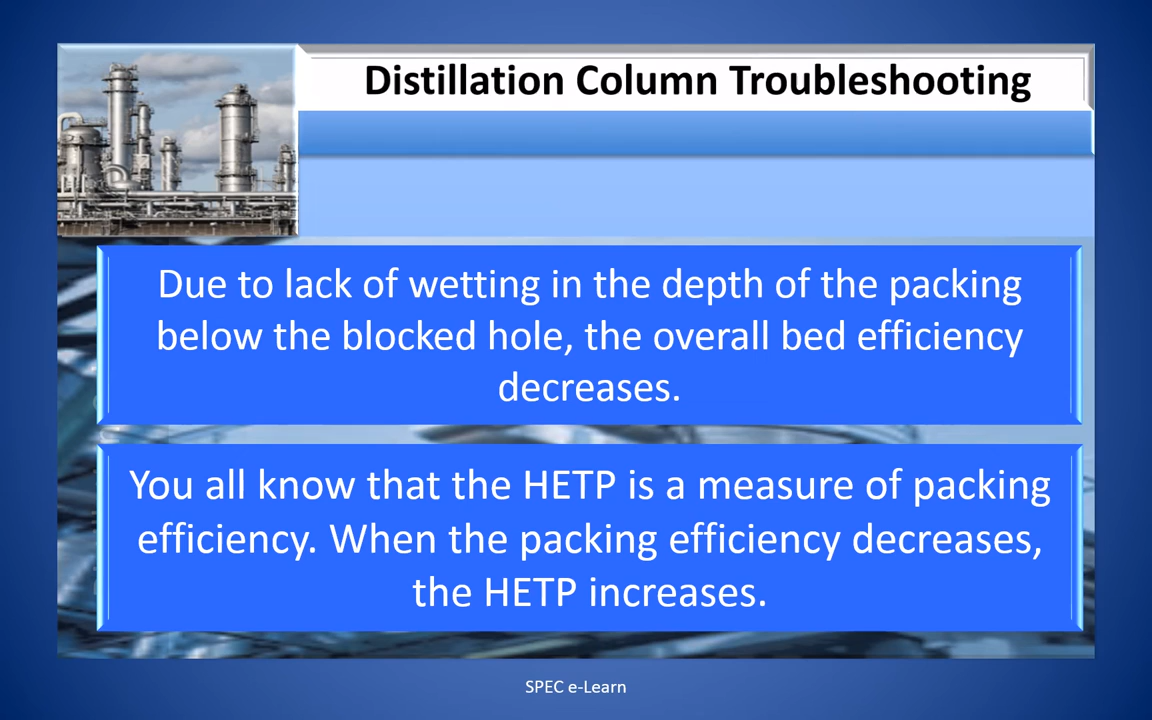 Distillation Column Troubleshooting
Due to lack of wetting in the depth of the packing
below the blocked hole, the overall bed efficiency
decreases.
You all know that the HETP is a measure of packing
efficiency. When the packing efficiency decreases,
the HETP increases.
SPEC e-Learn